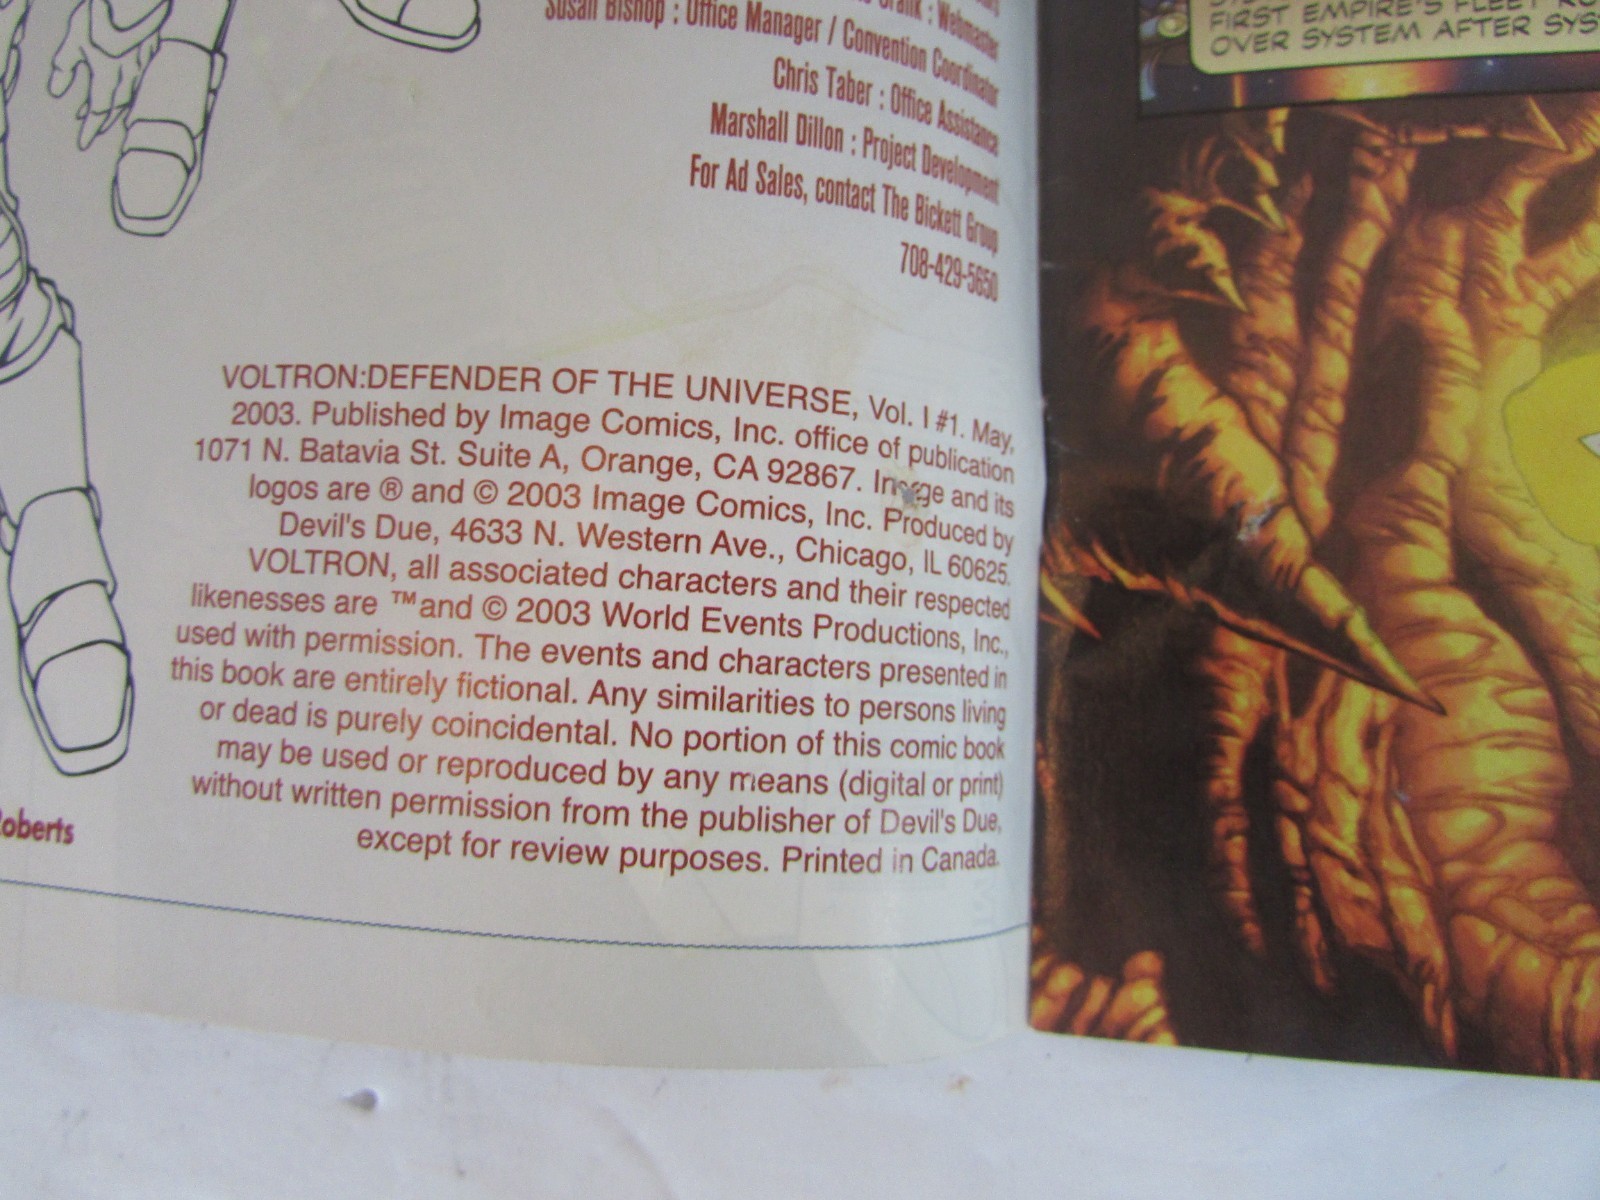 : Webmaster
Susan Bishop : Office Manager / Convention Coordinator
Chris Taber : Office Assistance
Marshall Dillon : Project Development
For Ad Sales, contact The Bickett Group
708-429-5650
VOLTRON:DEFENDER OF THE UNIVERSE, Vol. I #1. May,
2003. Published by Image Comics, Inc. office of publication
1071 N. Batavia St. Suite A, Orange, CA 92867. Image and its
logos are ® and © 2003 Image Comics, Inc. Produced by
Devil's Due, 4633 N. Western Ave., Chicago, IL 60625.
VOLTRON, all associated characters and their respected
likenesses are ™and © 2003 World Events Productions, Inc.,
used with permission. The events and characters presented in
this book are entirely fictional. Any similarities to persons living
or dead is purely coincidental. No portion of this comic book
may be used or reproduced by any means (digital or print)
without written permission from the publisher of Devil's Due,
except for review purposes. Printed in Canada.
oberts
FIRST EMPIRE'S FLEET
OVER SYSTEM AFTER SYS